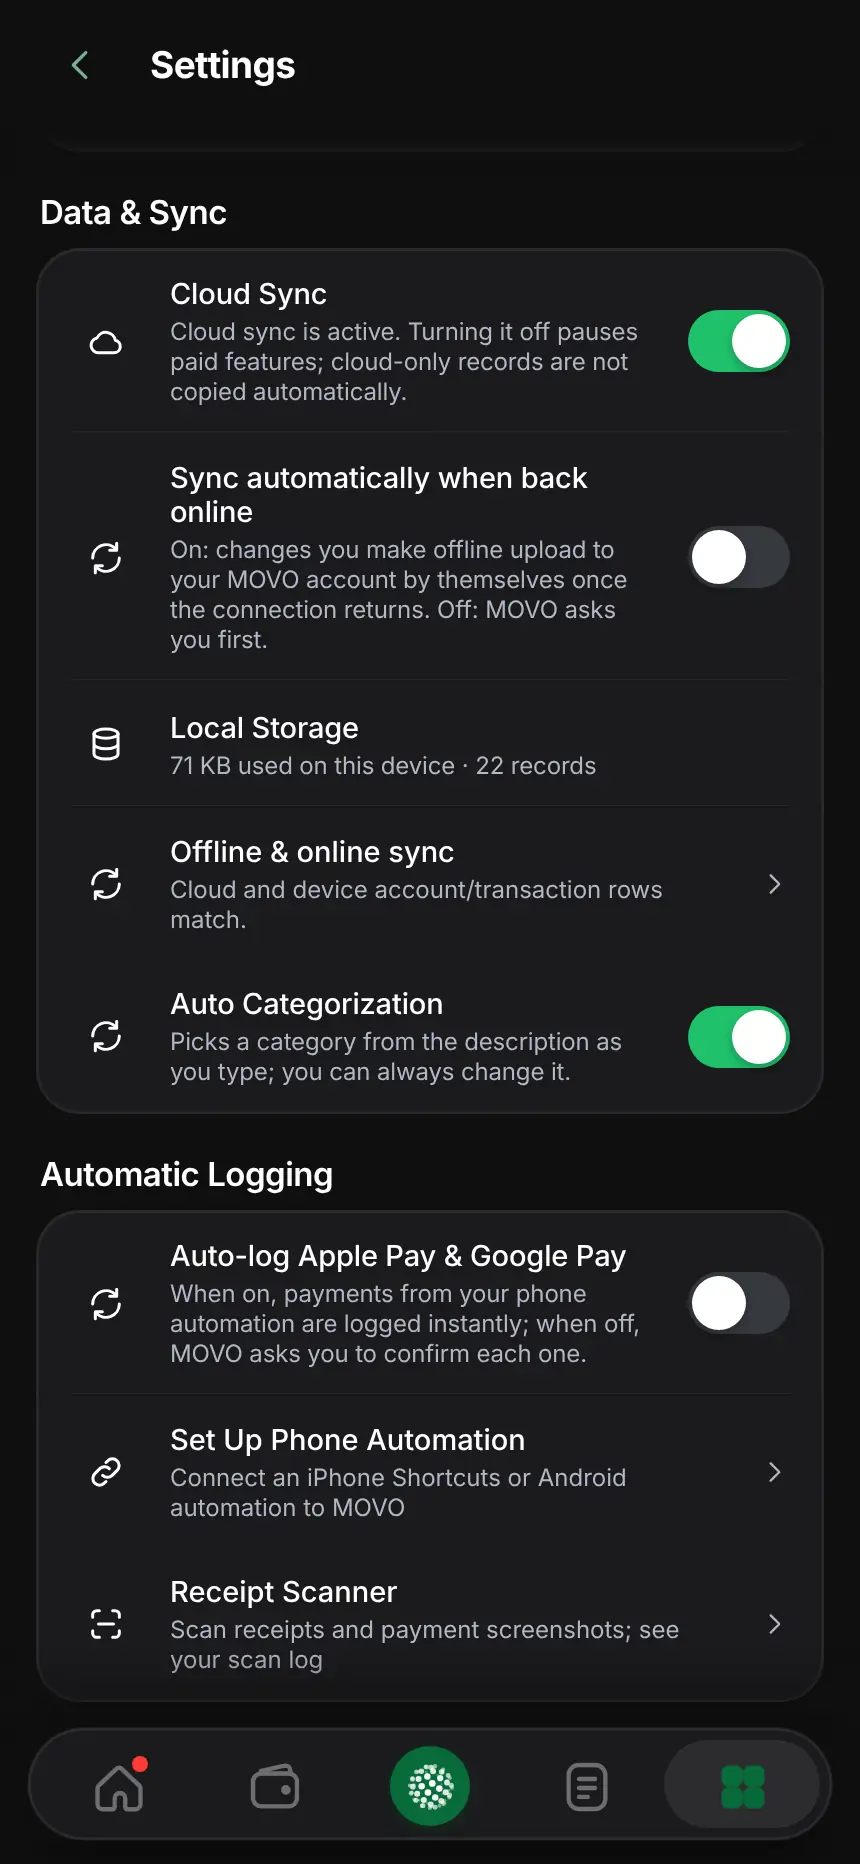 Settings
Data & Sync
Cloud Sync
Cloud sync is active. Turning it off pauses
paid features; cloud-only records are not
copied automatically.
Sync automatically when back
online
On: changes you make offline upload to
your MOVO account by themselves once
the connection returns. Off: MOVO asks
you first.
Local Storage
71 KB used on this device · 22 records
Offline & online sync
Cloud and device account/transaction rows
match.
Auto Categorization
Picks a category from the description as
you type; you can always change it.
Automatic Logging
Auto-log Apple Pay & Google Pay
When on, payments from your phone
automation are logged instantly; when off,
MOVO asks you to confirm each one.
Set Up Phone Automation
Connect an iPhone Shortcuts or Android
automation to MOVO
Receipt Scanner
Scan receipts and payment screenshots; see
your scan log